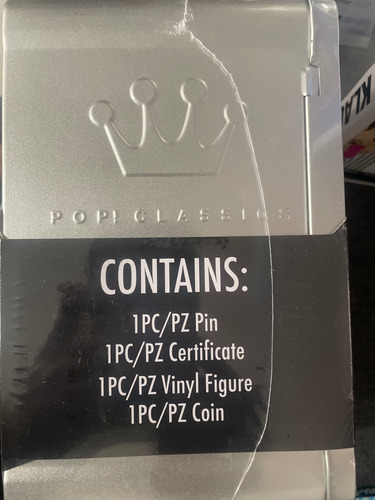 POP! CLASSICS
CONTAINS:
1PC/PZ Pin
1PC/PZ Certificate
1PC/PZ Vinyl Figure
1PC/PZ Coin